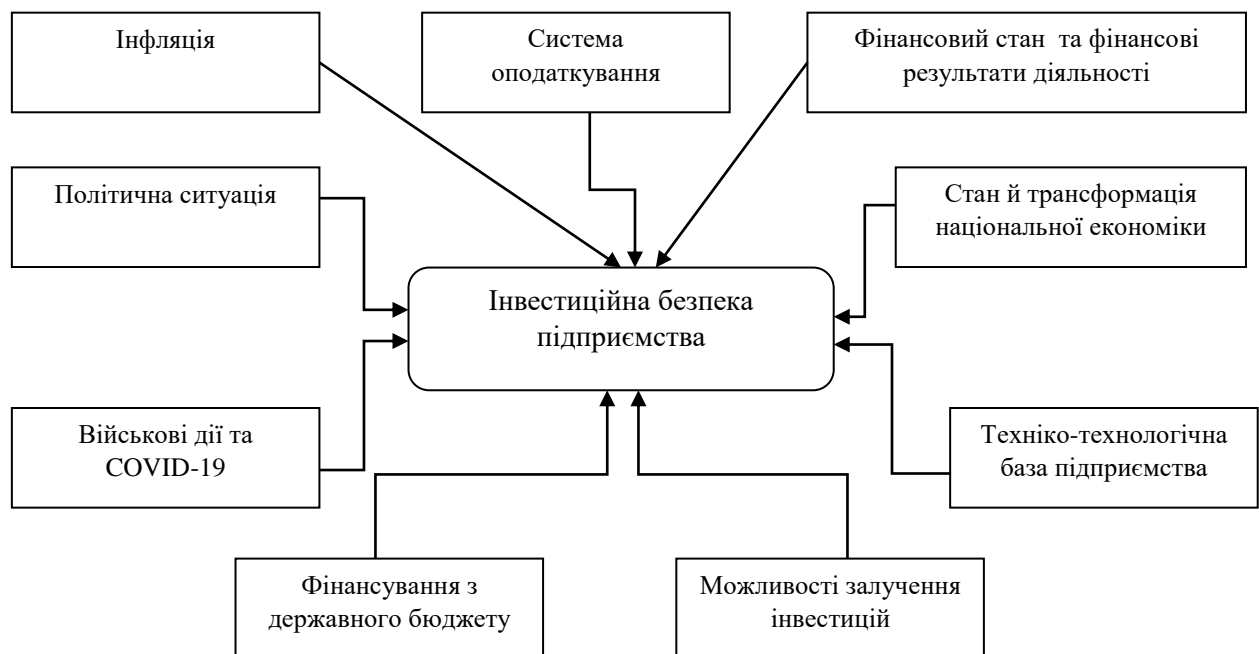 Інфляція
Система
оподаткування
Фінансовий стан та фінансові
результати діяльності
Політична ситуація
Стан й трансформація
національної економіки
Інвестиційна безпека
підприємства
Військові дії та
COVID-19
Техніко-технологічна
база підприємства
Фінансування з
державного бюджету
Можливості залучення
інвестицій